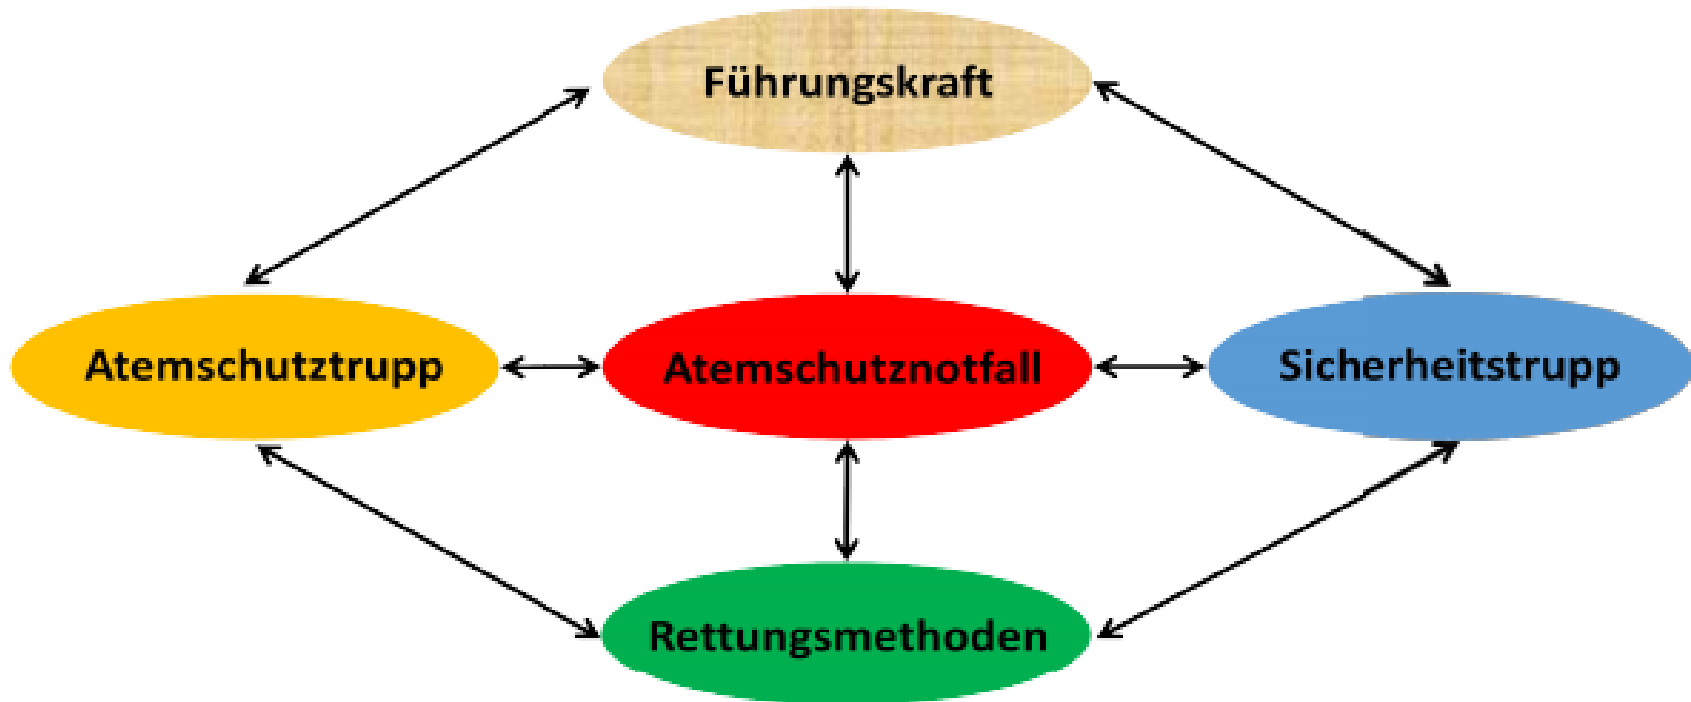 Führungskraft
Atemschutztrupp
Atemschutznotfall
Sicherheitstrupp
Rettungsmethoden